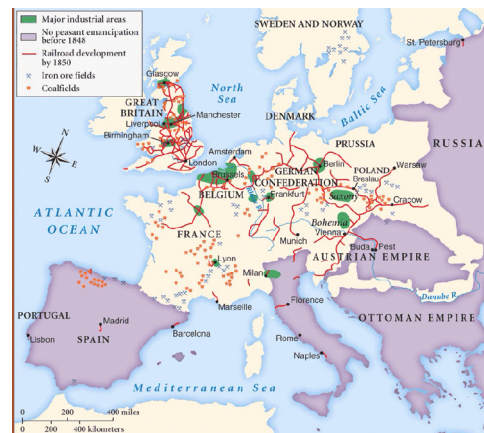 Major industrial areas
No peasant emancipation
before 1848
Railroad development
by 1850
Iron ore fields
Coalfields
SWEDEN AND NORWAY
St. Petersburg
Glasgow
North
Sea
GREAT
BRITAIN
Manchester
Liverpool
Birmingham
London
DENMARK
Baltic Sea
N
E
W
S
PRUSSIA
RUSSIA
Amsterdam
Berlin
Warsaw
POLAND
GERMAN
CONFEDERATION
Breslau
Brussels
BELGIUM
Frankfurt
Saxony
Cracow
ATLANTIC
OCEAN
Bohemia
FRANCE
Vienna
Munich
Buda
Pest
AUSTRIAN EMPIRE
Lyon
Milan
Danube R.
Marseille
Florence
OTTOMAN EMPIRE
PORTUGAL
Madrid
Barcelona
Lisbon
SPAIN
Rome
Naples
Mediterranean Sea
0 200 400 miles
0 200 400 kilometers